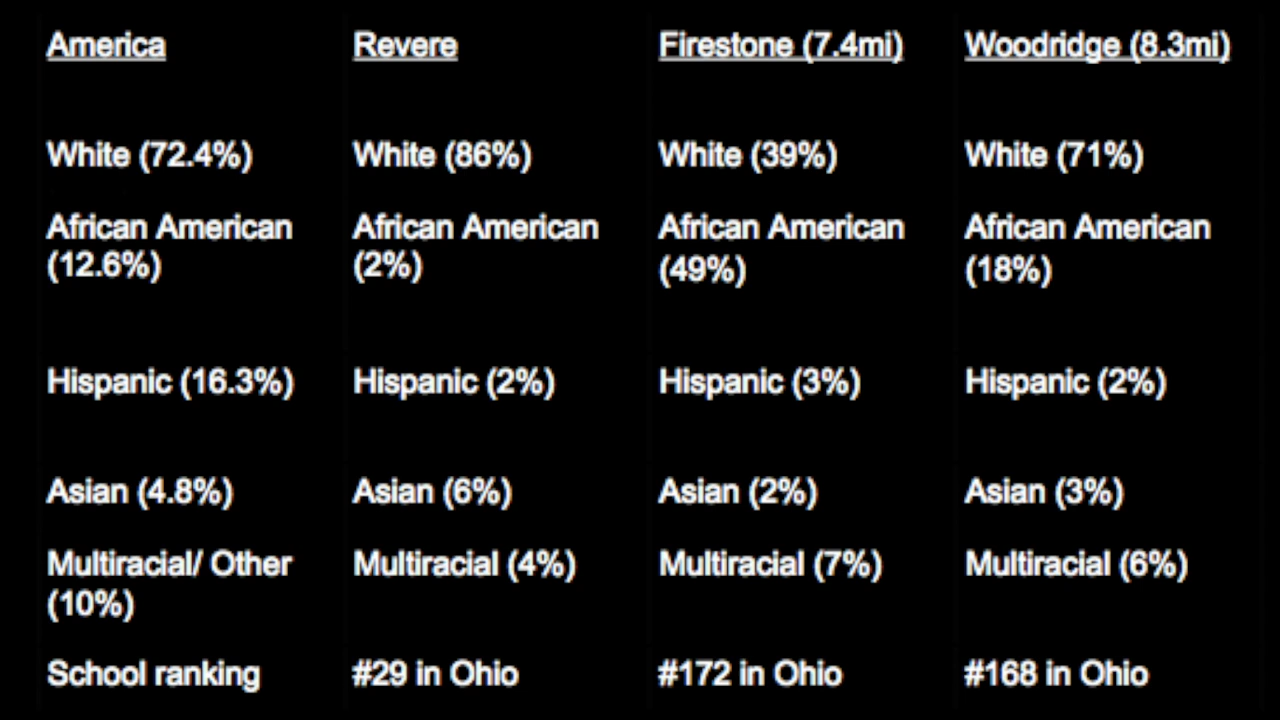 America Revere Firestone (7.4mi) Woodridge (8.3mi)
White (72.4%) White (86%) White (39%) White (71%)
African American African American African American African American
(12.6%) (2%) (49%) (18%)
Hispanic (16.3%) Hispanic (2%) Hispanic (3%) Hispanic (2%)
Asian (4.8%) Asian (6%) Asian (2%) Asian (3%)
Multiracial/ Other Multiracial (4%) Multiracial (7%) Multiracial (6%)
(10%)
School ranking #29 in Ohio #172 in Ohio #168 in Ohio